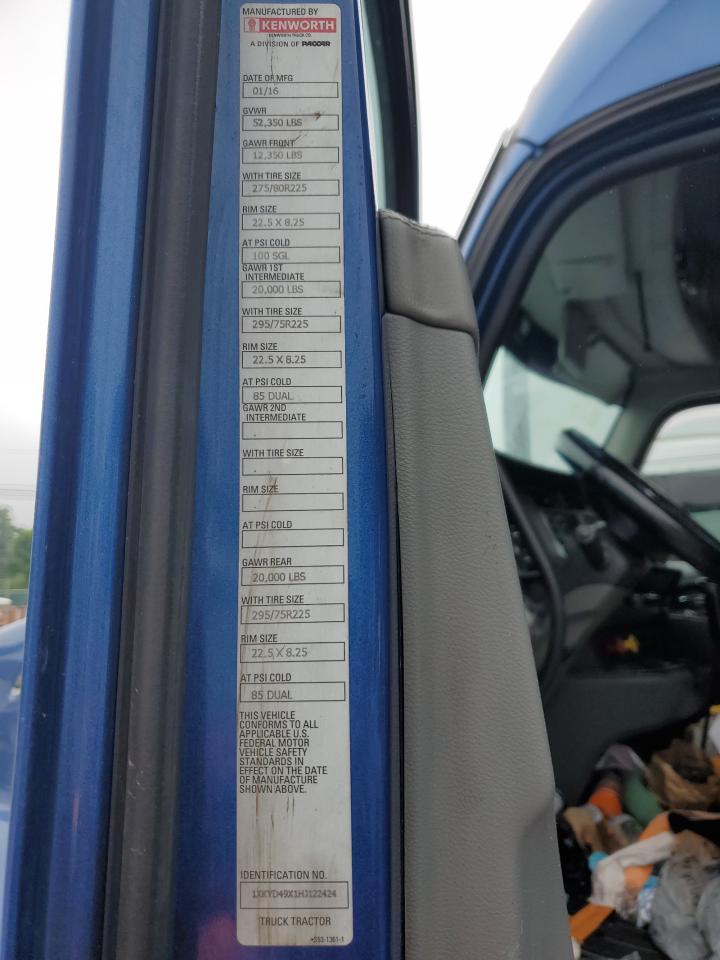 MANUFACTURED BY
KENWORTH
KENWORTH TRUCK CO.
A DIVISION OF PACCAR
DATE OF MFG
01/16
GVWR
52,350 LBS
GAWR FRONT
12,350 LBS
WITH TIRE SIZE
275/80R225
RIM SIZE
22.5 X 8.25
AT PSI COLD
100 SGL
GAWR 1ST
INTERMEDIATE
20,000 LBS
WITH TIRE SIZE
295/75R225
RIM SIZE
22.5 X 8.25
AT PSI COLD
85 DUAL
GAWR 2ND
INTERMEDIATE
WITH TIRE SIZE
RIM SIZE
AT PSI COLD
GAWR REAR
20,000 LBS
WITH TIRE SIZE
295/75R225
RIM SIZE
22.5 X 8.25
AT PSI COLD
85 DUAL
THIS VEHICLE
CONFORMS TO ALL
APPLICABLE U.S.
FEDERAL MOTOR
VEHICLE SAFETY
STANDARDS IN
EFFECT ON THE DATE
OF MANUFACTURE
SHOWN ABOVE.
IDENTIFICATION NO.
1XKYD49X1HJ122424
TRUCK TRACTOR